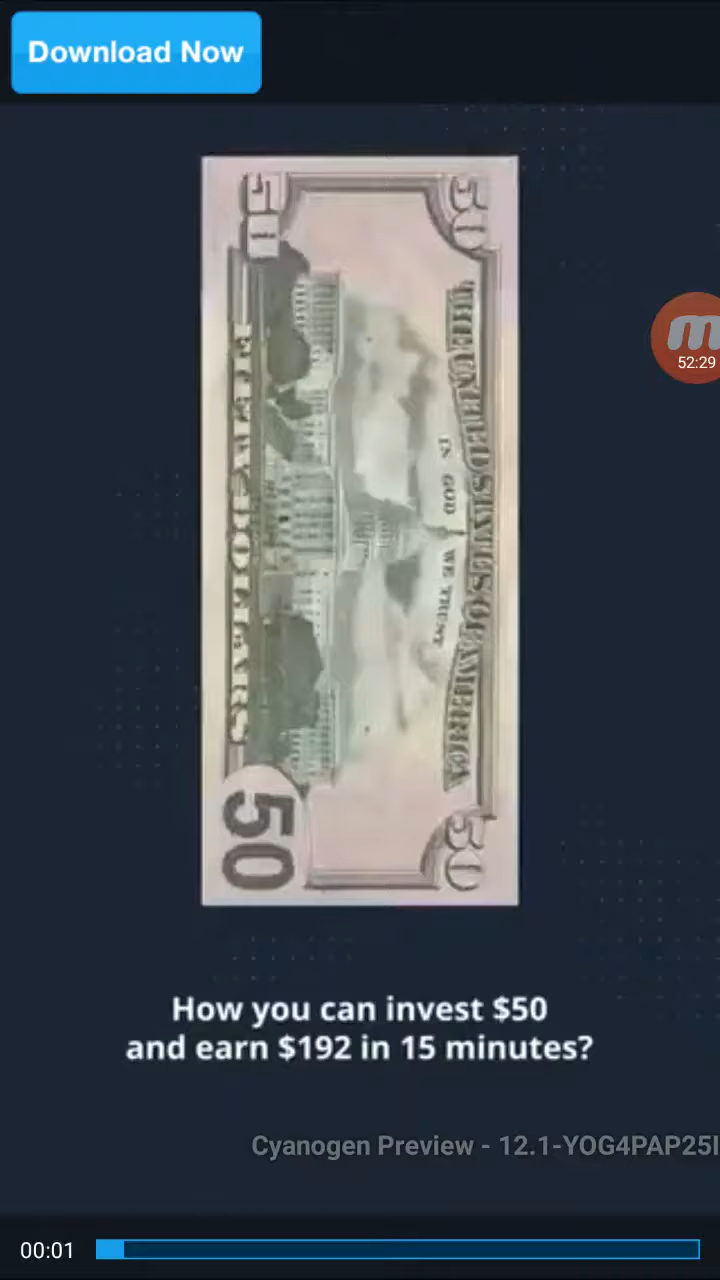 Download Now
50
50
THE UNITED STATES OF AMERICA
IN GOD WE TRUST
FIFTY DOLLARS
50
50
52:29
How you can invest $50
and earn $192 in 15 minutes?
Cyanogen Preview - 12.1-YOG4PAP25
00:01